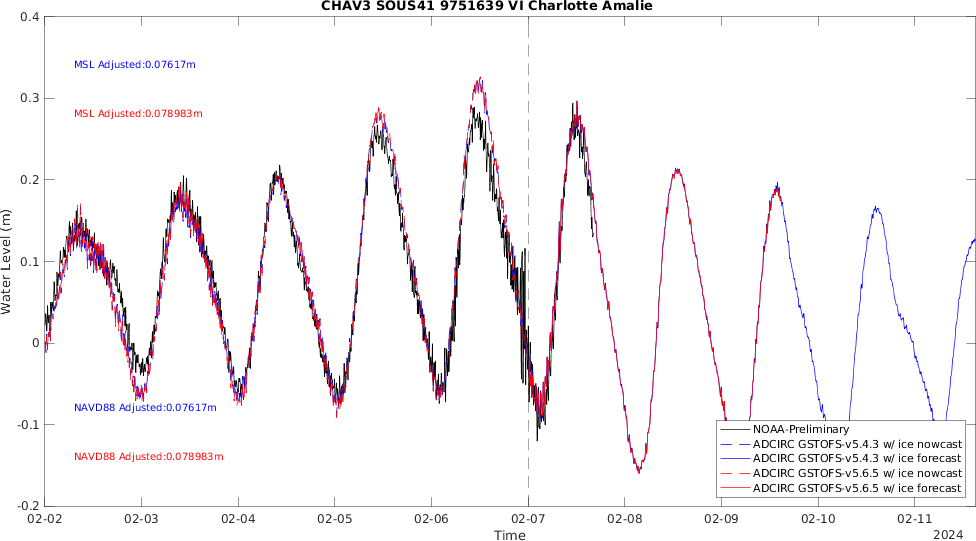 CHAV3 SOUS41 9751639 VI Charlotte Amalie
0.4
0.3
0.2
0.1
0
-0.1
-0.2
Water Level (m)
MSL Adjusted:0.07617m
MSL Adjusted:0.078983m
NAVD88 Adjusted:0.07617m
NAVD88 Adjusted:0.078983m
NOAA-Preliminary
ADCIRC GSTOFS-v5.4.3 w/ ice nowcast
ADCIRC GSTOFS-v5.4.3 w/ ice forecast
ADCIRC GSTOFS-v5.6.5 w/ ice nowcast
ADCIRC GSTOFS-v5.6.5 w/ ice forecast
02-02 02-03 02-04 02-05 02-06 02-07 02-08 02-09 02-10 02-11
Time
2024